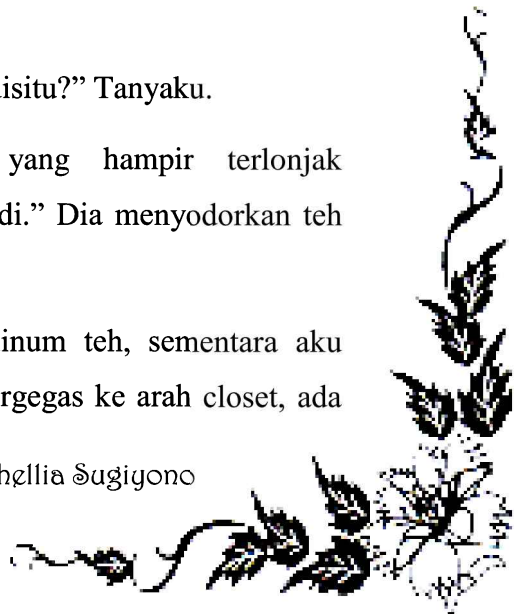 isitu?” Tanyaku.
yang hampir terlonjak
di.” Dia menyodorkan teh
inum teh, sementara aku
rgegas ke arah closet, ada
hellia Sugiyono